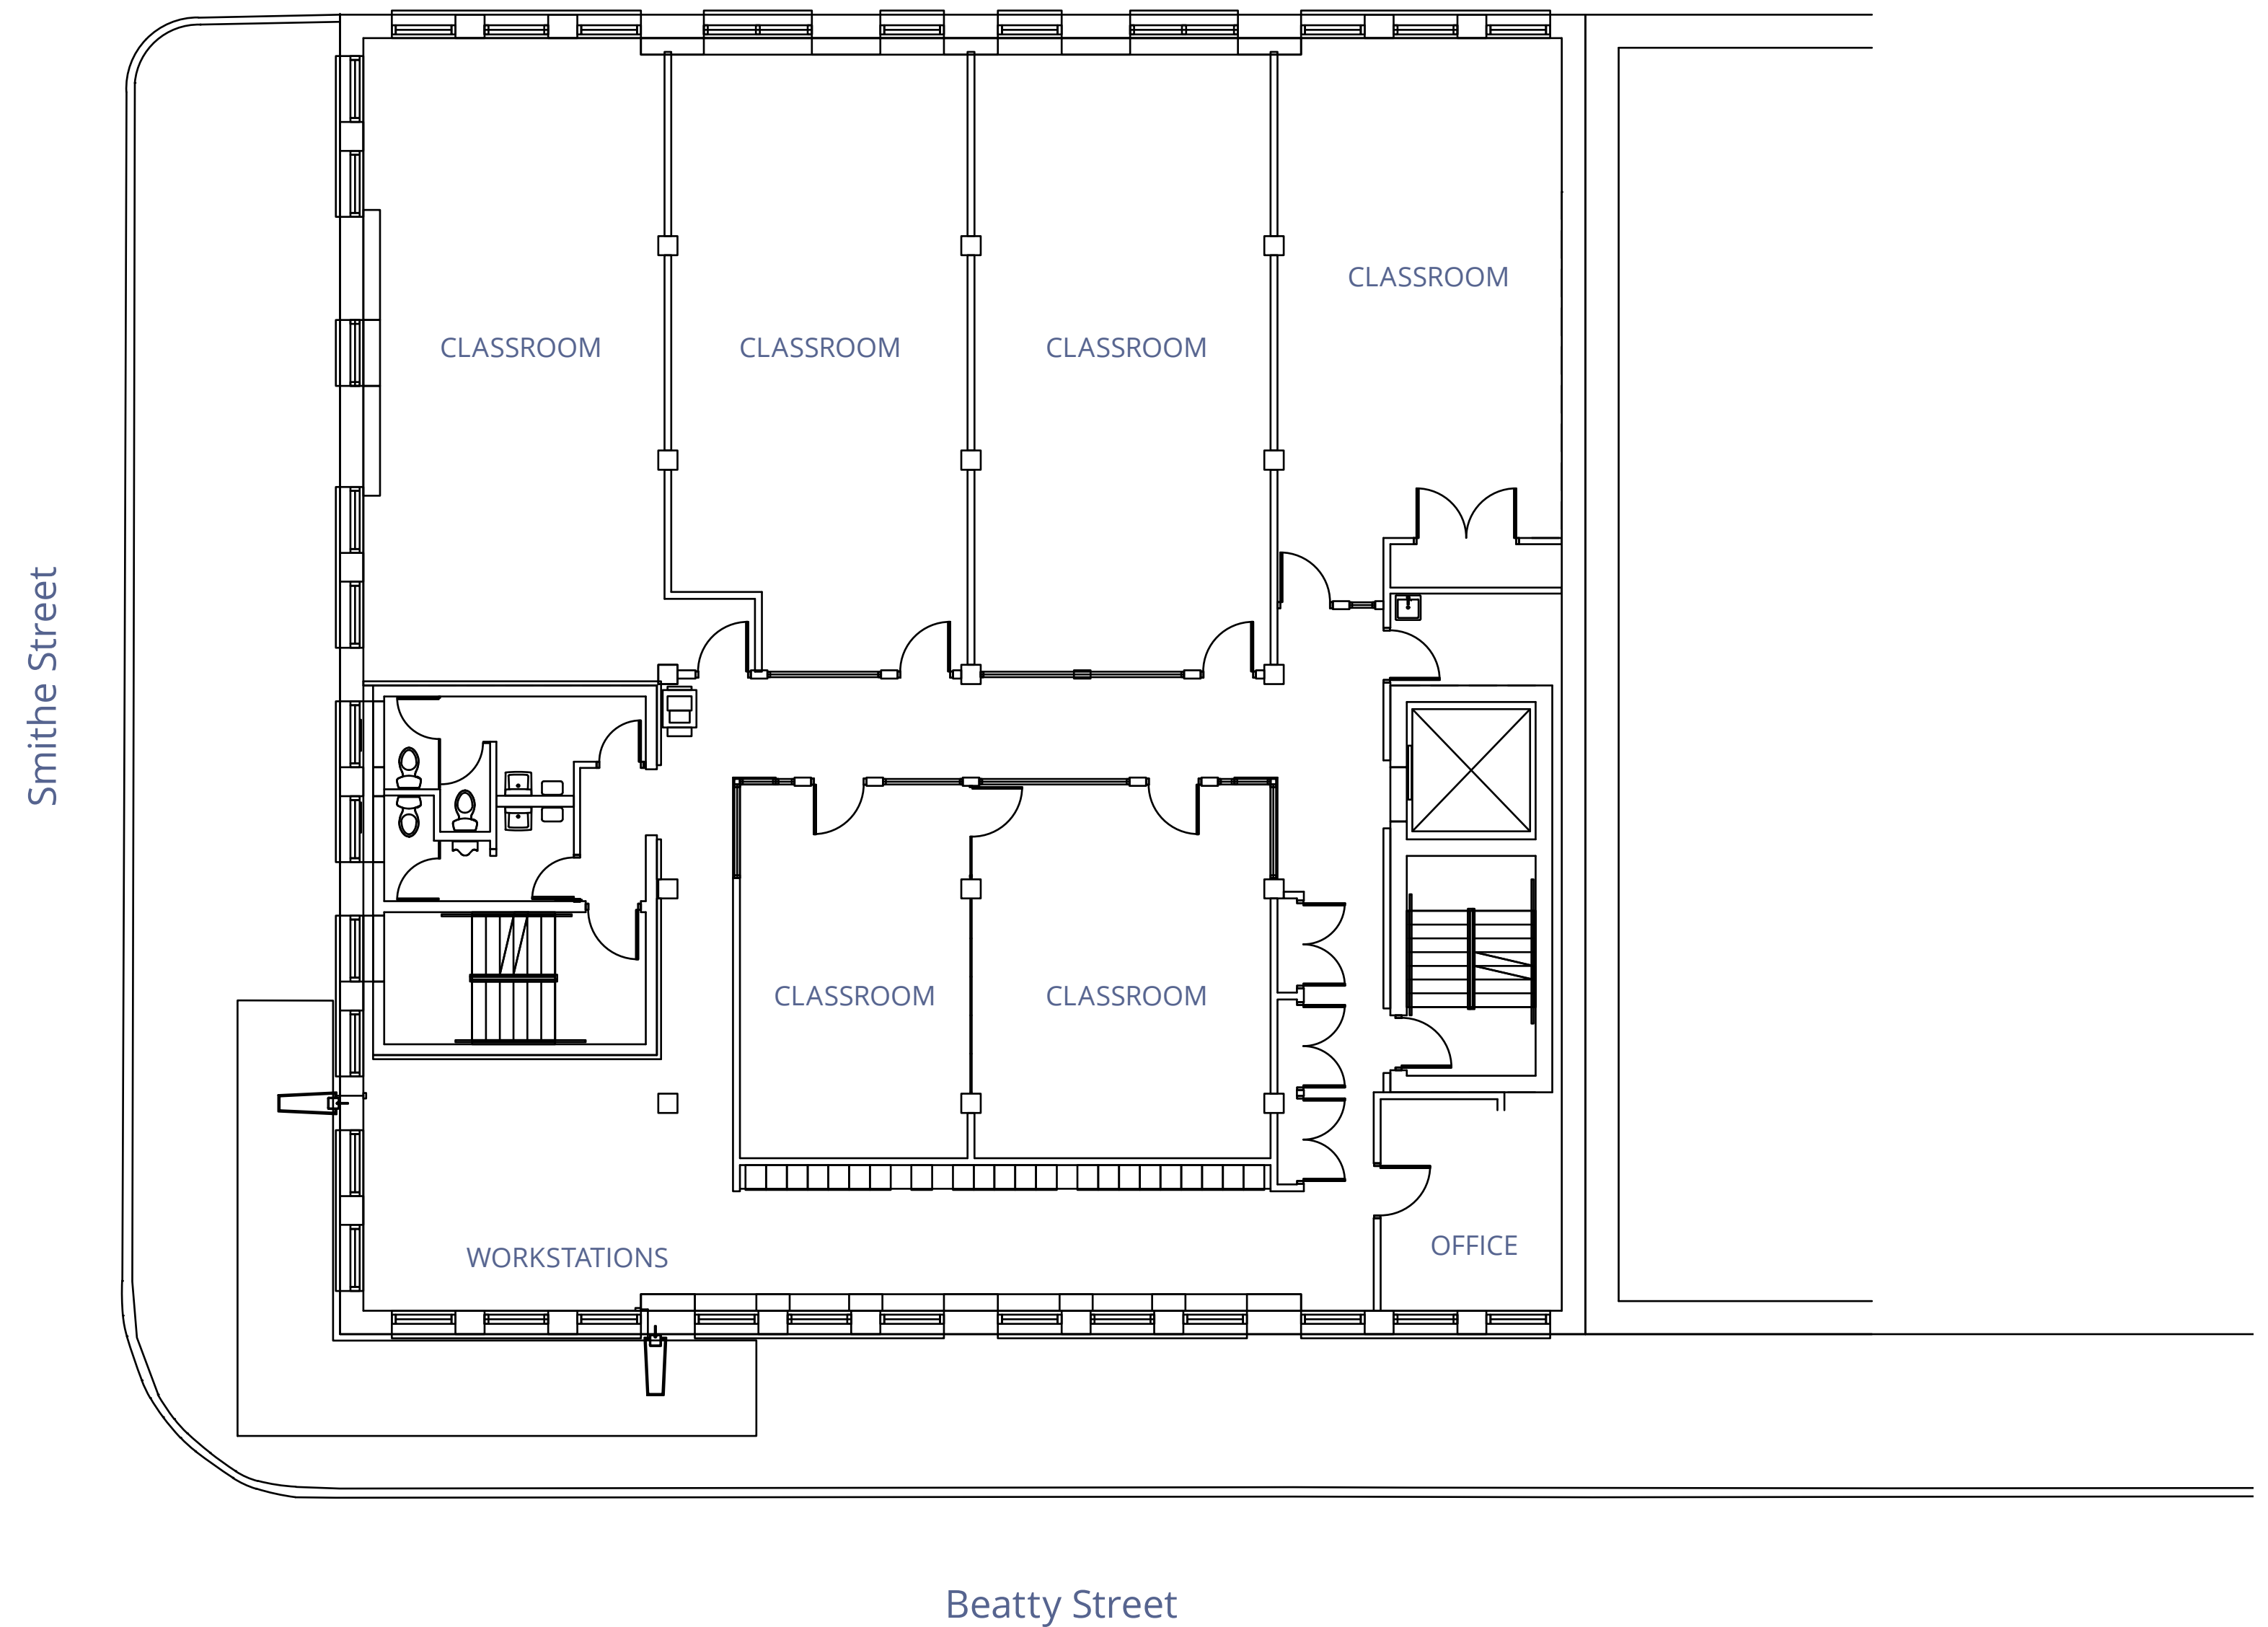 CLASSROOM
CLASSROOM
CLASSROOM
CLASSROOM
Smithe Street
CLASSROOM
CLASSROOM
WORKSTATIONS
OFFICE
Beatty Street